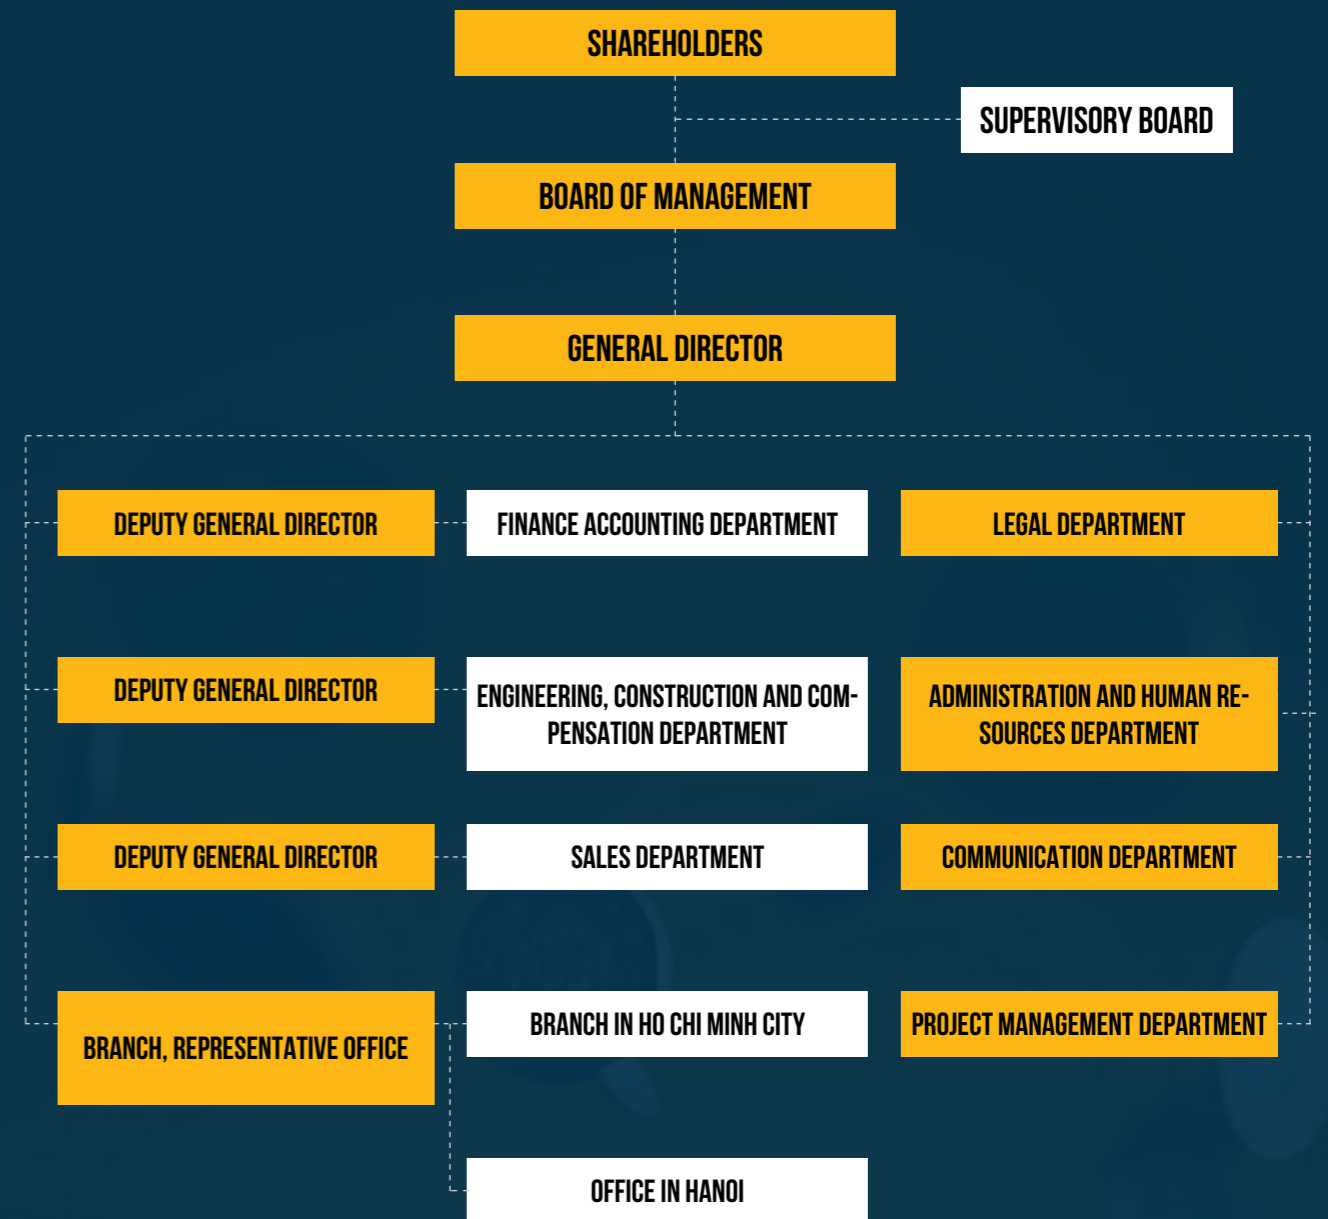 SHAREHOLDERS
SUPERVISORY BOARD
BOARD OF MANAGEMENT
GENERAL DIRECTOR
DEPUTY GENERAL DIRECTOR
FINANCE ACCOUNTING DEPARTMENT
LEGAL DEPARTMENT
DEPUTY GENERAL DIRECTOR
ENGINEERING, CONSTRUCTION AND COM-
PENSATION DEPARTMENT
ADMINISTRATION AND HUMAN RE-
SOURCES DEPARTMENT
DEPUTY GENERAL DIRECTOR
SALES DEPARTMENT
COMMUNICATION DEPARTMENT
BRANCH, REPRESENTATIVE OFFICE
BRANCH IN HO CHI MINH CITY
PROJECT MANAGEMENT DEPARTMENT
OFFICE IN HANOI